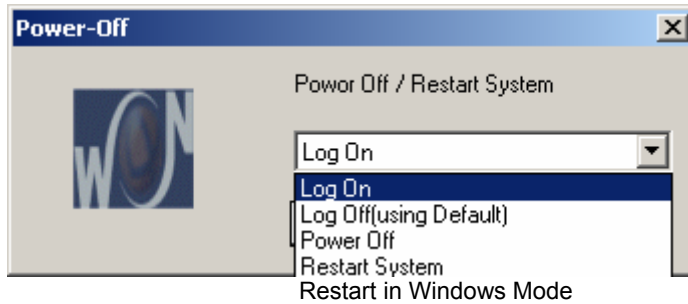 Power-Off
Powor Off / Restart System
WON
Log On
Log On
Log Off(using Default)
Power Off
Restart System
Restart in Windows Mode